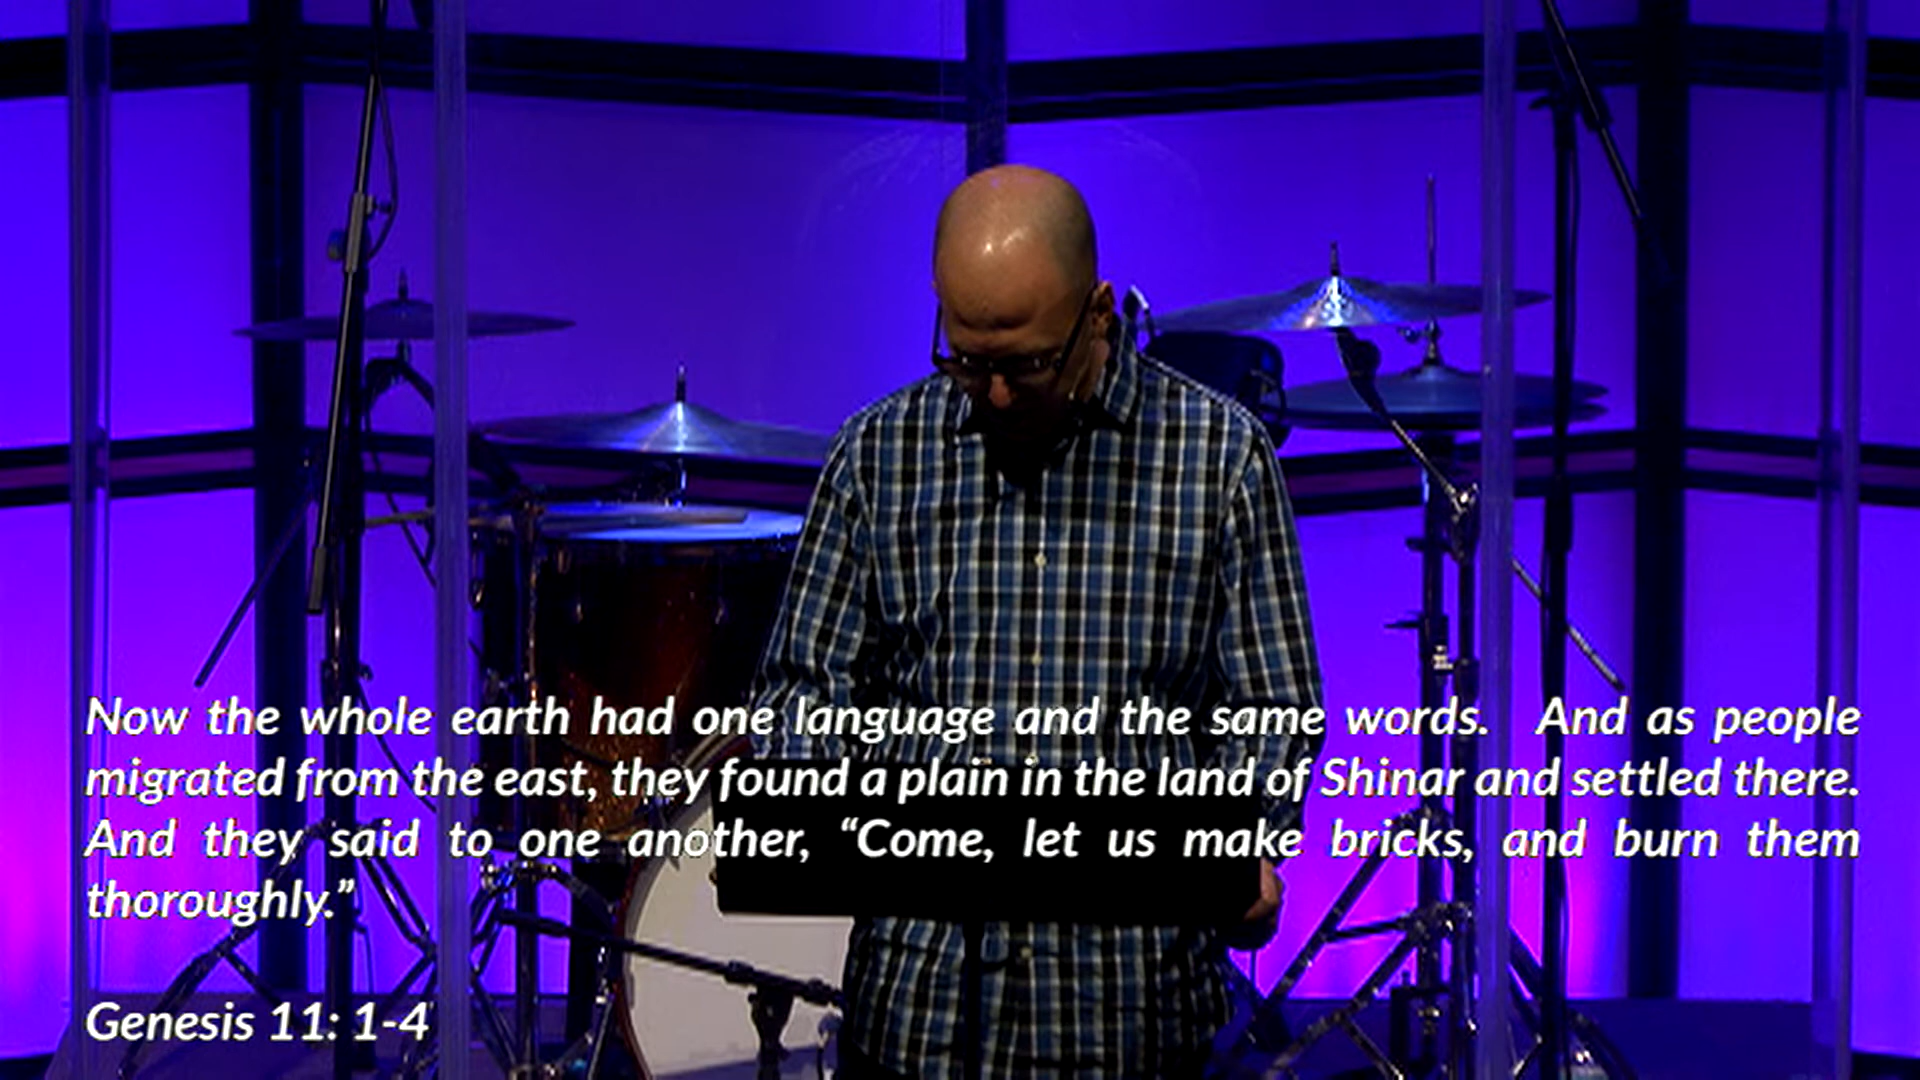 Now the whole earth had one language and the same words. And as people
migrated from the east, they found a plain in the land of Shinar and settled there.
And they said to one another, “Come, let us make bricks, and burn them
thoroughly.”
Genesis 11: 1-4